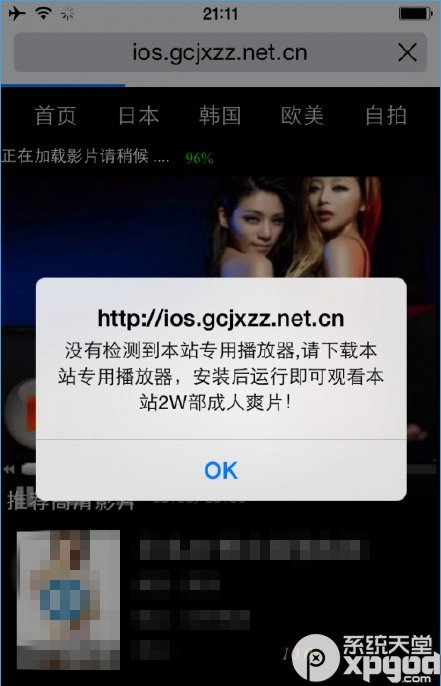 21:11
ios.gcjxzz.net.cn
首页 日本 韩国 欧美 自拍
正在加载影片请稍候 .... 96%
http://ios.gcjxzz.net.cn
没有检测到本站专用播放器,请下载本
站专用播放器，安装后运行即可观看本
站2W部成人爽片！
OK
推荐高清影片
系统天堂
xpgod
.com